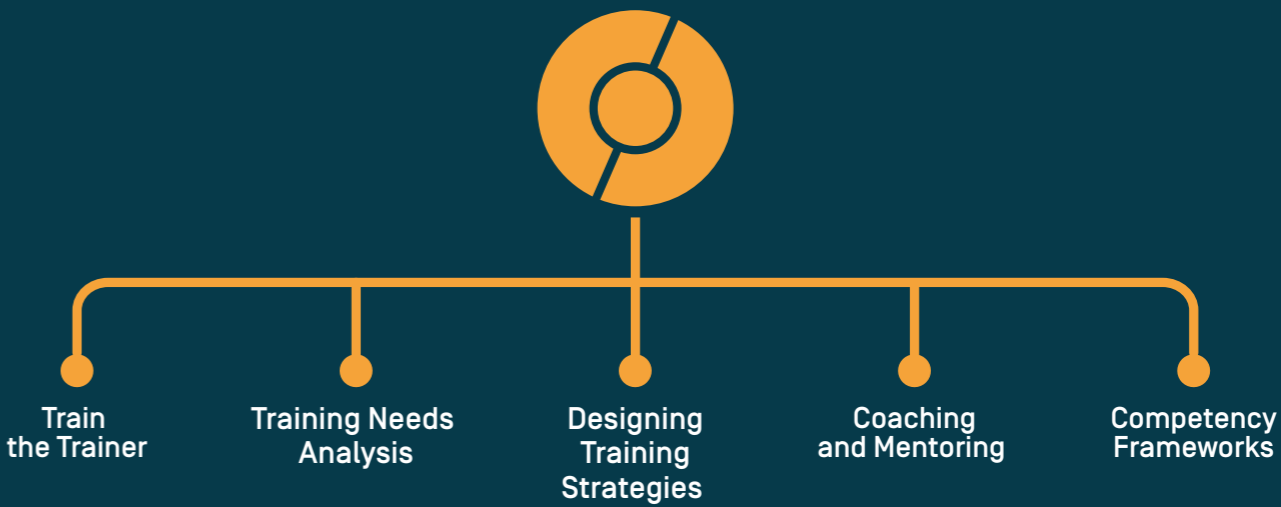 Train
the Trainer
Training Needs
Analysis
Designing
Training
Strategies
Coaching
and Mentoring
Competency
Frameworks